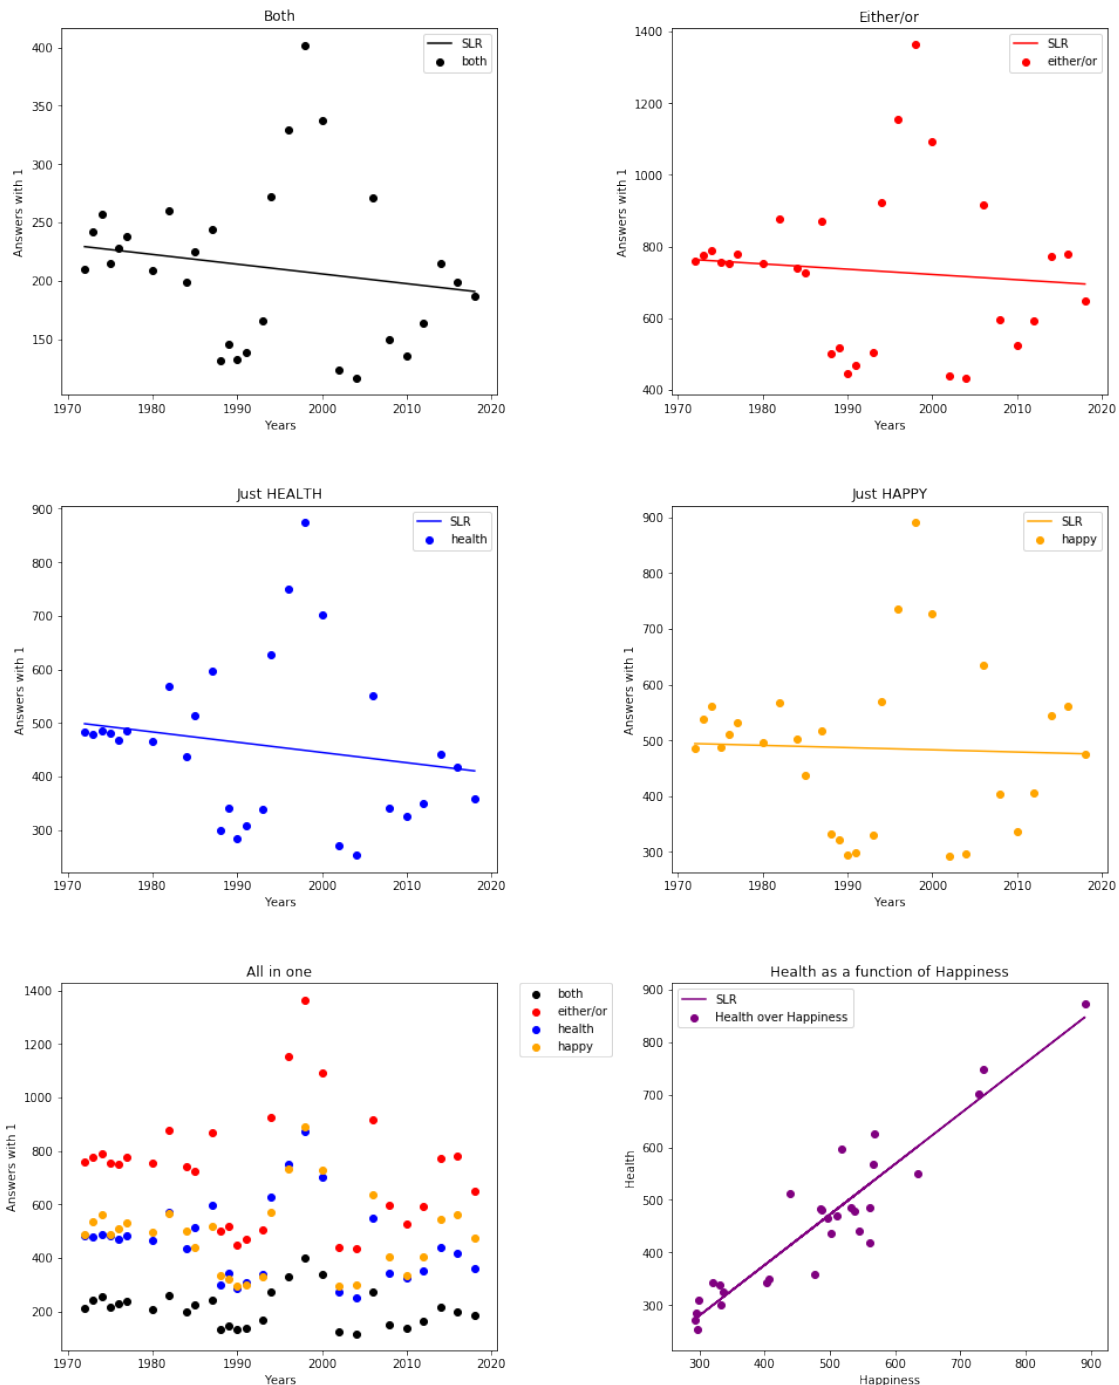 Both
SLR
both
400
350
300
250
200
150
Answers with 1
1970 1980 1990 2000 2010 2020
Years
Either/or
SLR
either/or
1400
1200
1000
800
600
400
Answers with 1
1970 1980 1990 2000 2010 2020
Years
Just HEALTH
SLR
health
900
800
700
600
500
400
300
Answers with 1
1970 1980 1990 2000 2010 2020
Years
Just HAPPY
SLR
happy
900
800
700
600
500
400
300
Answers with 1
1970 1980 1990 2000 2010 2020
Years
All in one
both
either/or
health
happy
1400
1200
1000
800
600
400
200
Answers with 1
1970 1980 1990 2000 2010 2020
Years
Health as a function of Happiness
SLR
Health over Happiness
900
800
700
600
500
400
300
Health
300 400 500 600 700 800 900
Happiness